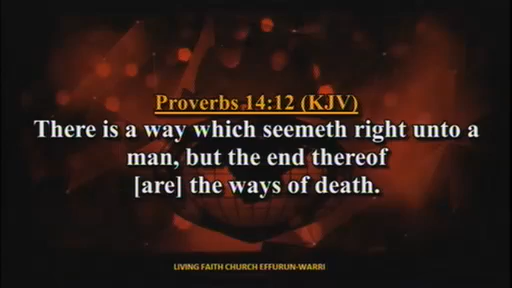 Proverbs 14:12 (KJV)
There is a way which seemeth right unto a
man, but the end thereof
[are] the ways of death.
LIVING FAITH CHURCH EFFURUN-WARRI